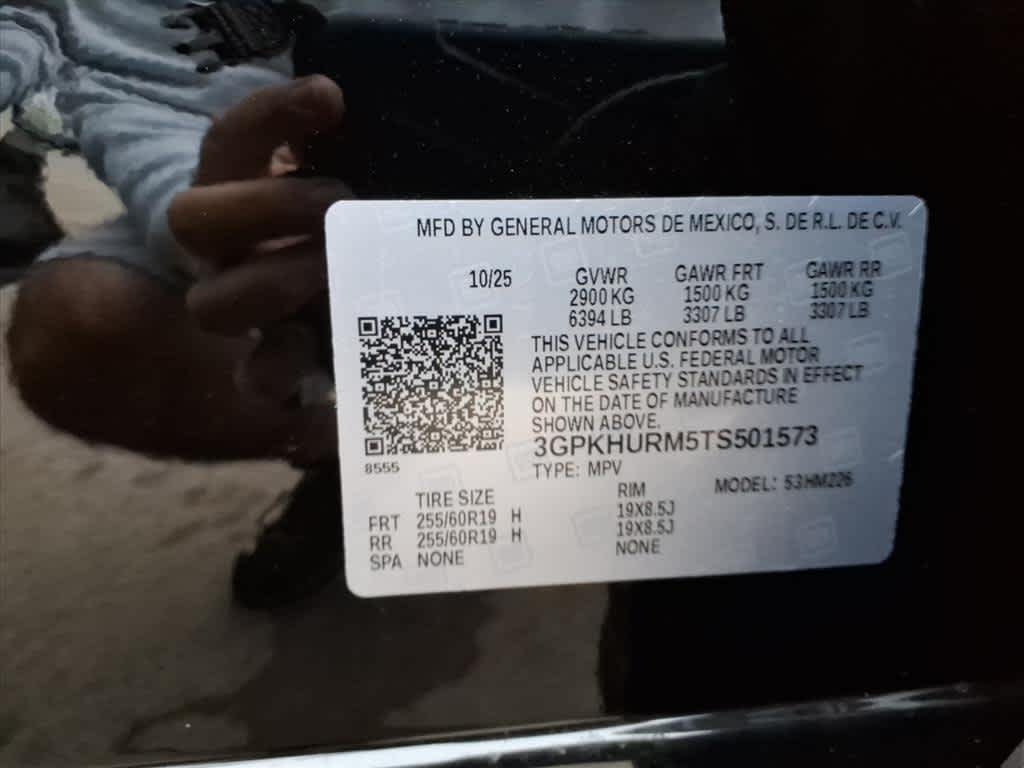 MFD BY GENERAL MOTORS DE MEXICO, S. DE R.L. DE C.V.
10/25 GVWR GAWR FRT GAWR RR
2900 KG 1500 KG 1500 KG
6394 LB 3307 LB 3307 LB
THIS VEHICLE CONFORMS TO ALL
APPLICABLE U.S. FEDERAL MOTOR
VEHICLE SAFETY STANDARDS IN EFFECT
ON THE DATE OF MANUFACTURE
SHOWN ABOVE.
3GPKHURM5TS501573
8555
TYPE: MPV MODEL: 53HM226
TIRE SIZE RIM
FRT 255/60R19 H 19X8.5J
RR 255/60R19 H 19X8.5J
SPA NONE NONE